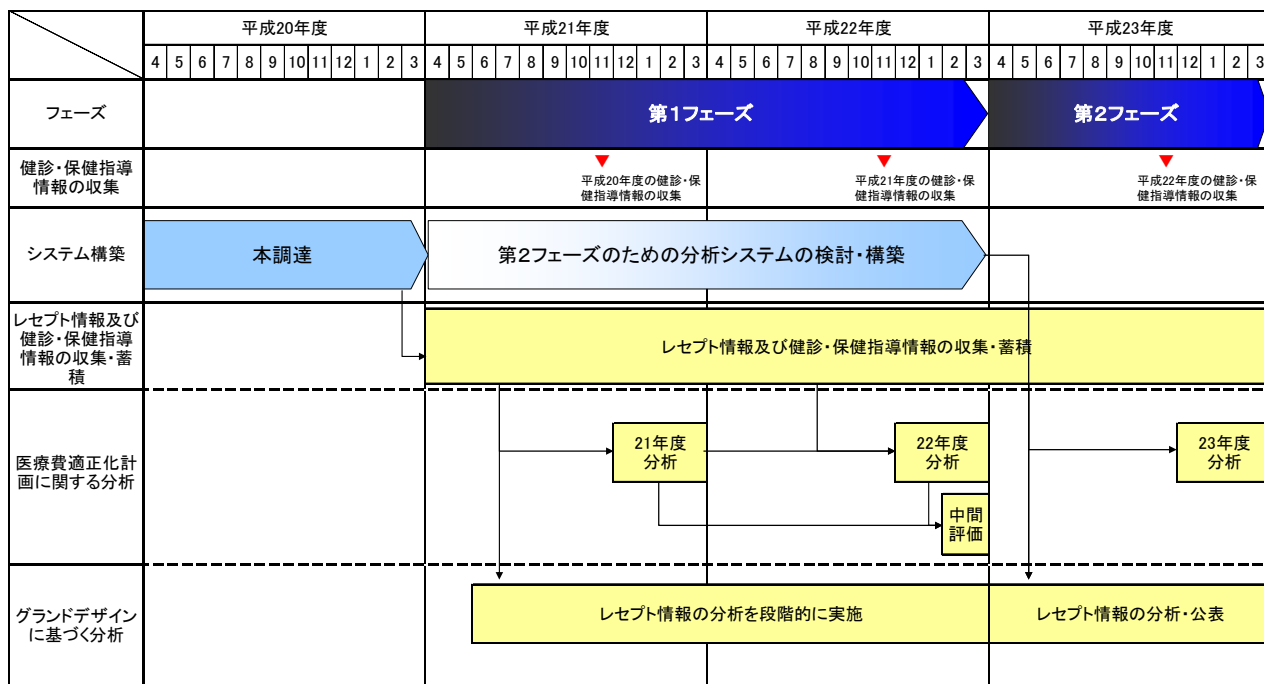 平成20年度
平成21年度
平成22年度
平成23年度
4 5 6 7 8 9 10 11 12 1 2 3 4 5 6 7 8 9 10 11 12 1 2 3 4 5 6 7 8 9 10 11 12 1 2 3 4 5 6 7 8 9 10 11 12 1 2 3
フェーズ
第1フェーズ
第2フェーズ
健診・保健指導
情報の収集
平成20年度の健診・保
健指導情報の収集
平成21年度の健診・保
健指導情報の収集
平成22年度の健診・保
健指導情報の収集
システム構築
本調達
第2フェーズのための分析システムの検討・構築
レセプト情報及び
健診・保健指導
情報の収集・蓄
積
レセプト情報及び健診・保健指導情報の収集・蓄積
医療費適正化計
画に関する分析
21年度
分析
22年度
分析
23年度
分析
中間
評価
グランドデザイン
に基づく分析
レセプト情報の分析を段階的に実施
レセプト情報の分析・公表